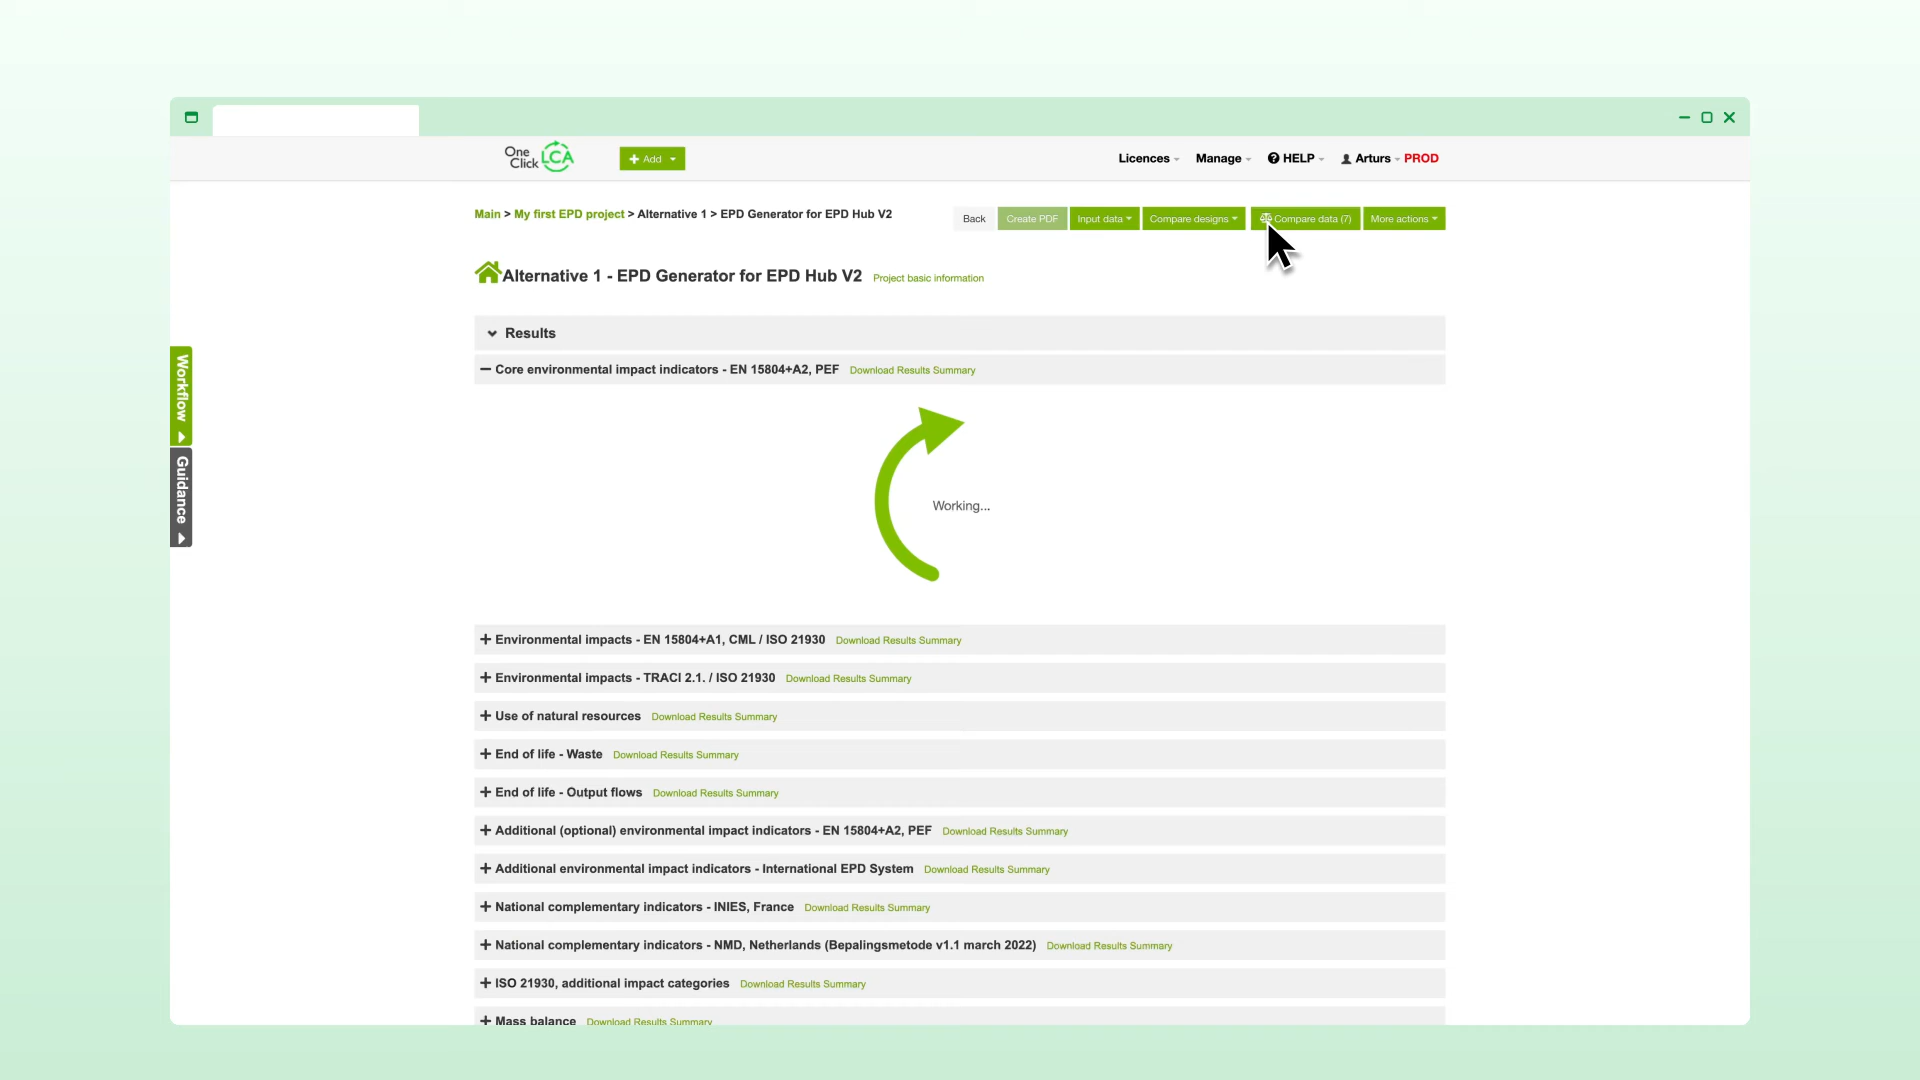 One Click LCA
Add
Licences
Manage
HELP
Arturs
PROD
Main > My first EPD project > Alternative 1 > EPD Generator for EPD Hub V2
Back
Create PDF
Input data
Compare designs
Compare data (7)
More actions
Alternative 1 - EPD Generator for EPD Hub V2 Project basic information
Results
Core environmental impact indicators - EN 15804+A2, PEF Download Results Summary
Workflow
Guidance
Working...
Environmental impacts - EN 15804+A1, CML / ISO 21930 Download Results Summary
Environmental impacts - TRACI 2.1. / ISO 21930 Download Results Summary
Use of natural resources Download Results Summary
End of life - Waste Download Results Summary
End of life - Output flows Download Results Summary
Additional (optional) environmental impact indicators - EN 15804+A2, PEF Download Results Summary
Additional environmental impact indicators - International EPD System Download Results Summary
National complementary indicators - INIES, France Download Results Summary
National complementary indicators - NMD, Netherlands (Bepalingsmetode v1.1 march 2022) Download Results Summary
ISO 21930, additional impact categories Download Results Summary
Mass balance Download Results Summary